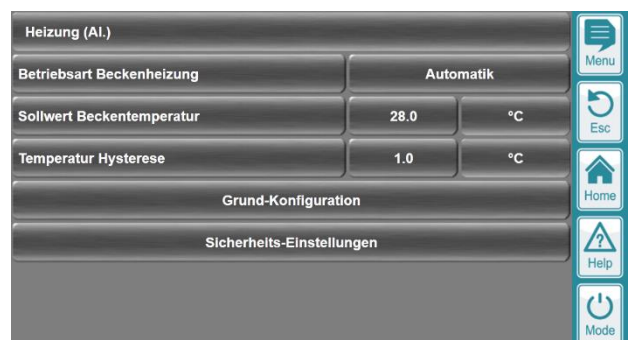 Heizung (Al.)
Betriebsart Beckenheizung Automatik
Sollwert Beckentemperatur 28.0 °C
Temperatur Hysterese 1.0 °C
Grund-Konfiguration
Sicherheits-Einstellungen
Menu
Esc
Home
Help
Mode